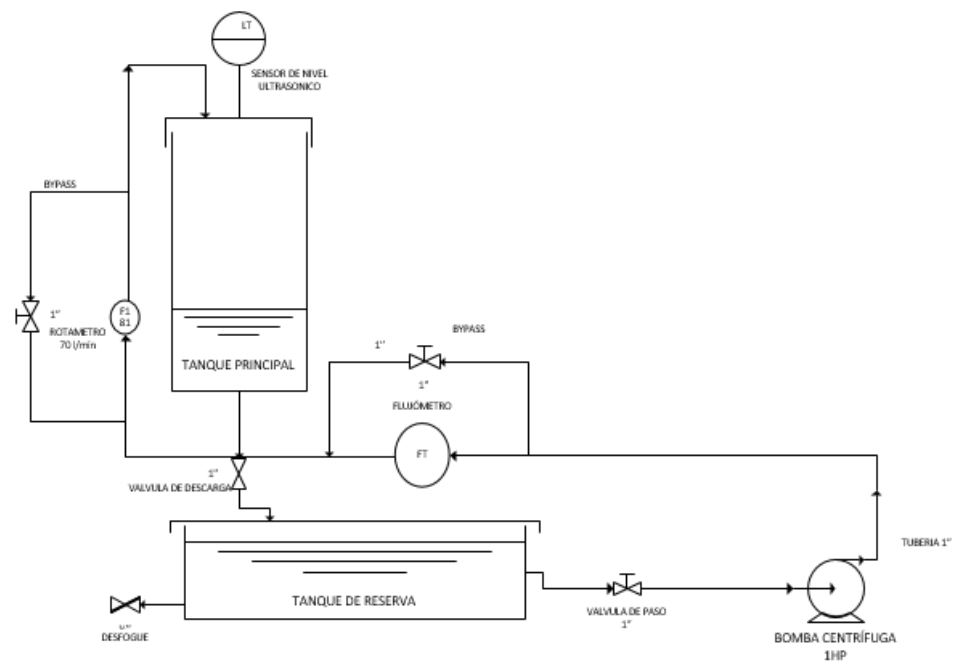 LT
SENSOR DE NIVEL
ULTRASONICO
BYPASS
1"
ROTAMETRO
70 l/min
F1
81
TANQUE PRINCIPAL
BYPASS
1"
1"
FLUJÓMETRO
FT
1"
VALVULA DE DESCARGA
TUBERIA 1"
TANQUE DE RESERVA
VALVULA DE PASO
1"
DESFOGUE
BOMBA CENTRÍFUGA
1HP